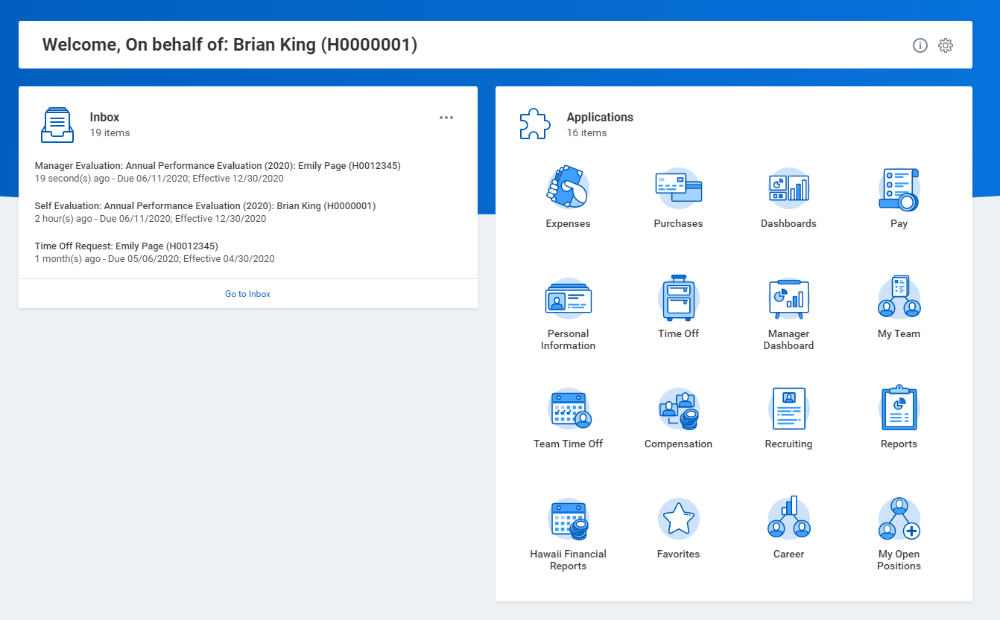 Welcome, On behalf of: Brian King (H0000001)
Inbox
19 items
Manager Evaluation: Annual Performance Evaluation (2020): Emily Page (H0012345)
19 second(s) ago - Due 06/11/2020; Effective 12/30/2020
Self Evaluation: Annual Performance Evaluation (2020): Brian King (H0000001)
2 hour(s) ago - Due 06/11/2020; Effective 12/30/2020
Time Off Request: Emily Page (H0012345)
1 month(s) ago - Due 05/06/2020; Effective 04/30/2020
Go to Inbox
Applications
16 items
Expenses
Purchases
Dashboards
Pay
Personal
Information
Time Off
Manager
Dashboard
My Team
Team Time Off
Compensation
Recruiting
Reports
Hawaii Financial
Reports
Favorites
Career
My Open
Positions